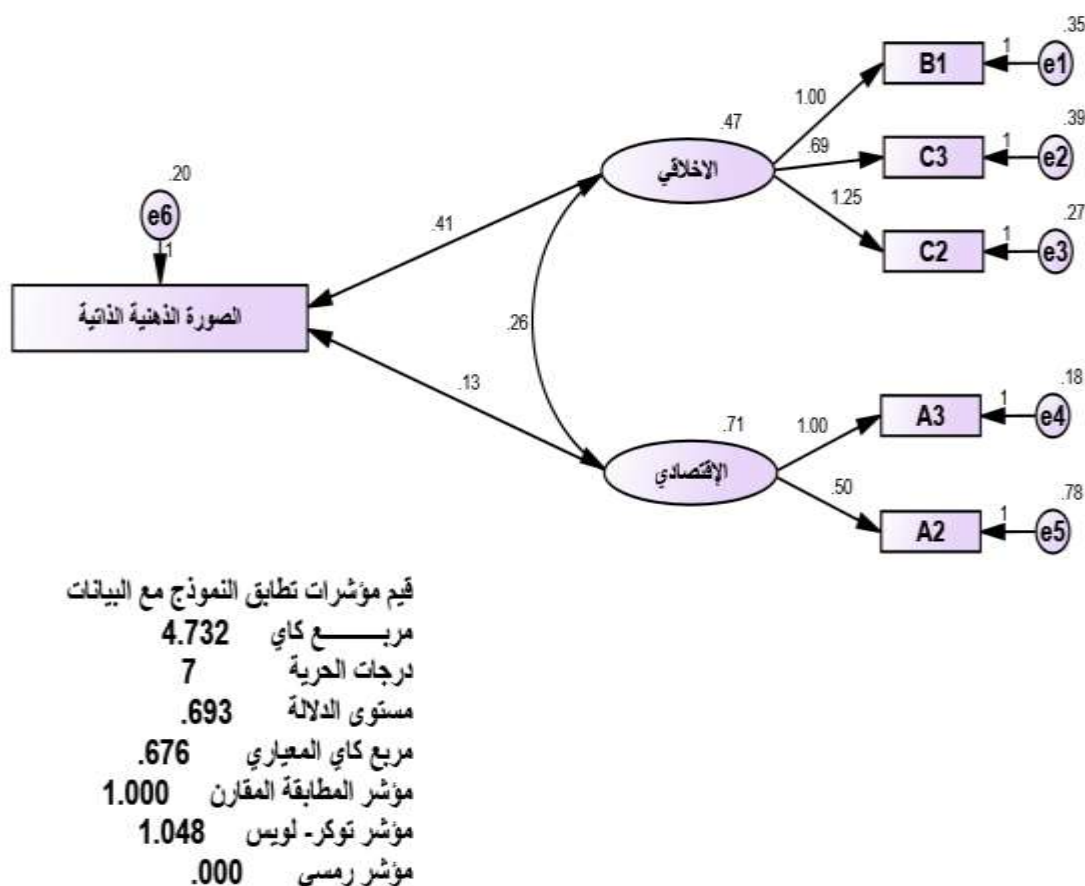 .35
B1
1
e1
1.00
.47
.39
الاخلاقي
.69
C3
1
e2
.20
e6
1
.41
1.25
.27
C2
1
e3
الصورة الذهنية الذاتية
.26
.13
.18
A3
1
e4
.71
1.00
الإقتصادي
.50
.78
A2
1
e5
قيم مؤشرات تطابق النموذج مع البيانات
مربـــــع كاي 4.732
درجات الحرية 7
مستوى الدلالة .693
مربع كاي المعياري .676
مؤشر المطابقة المقارن 1.000
مؤشر توكر- لويس 1.048
مؤشر رمسي .000